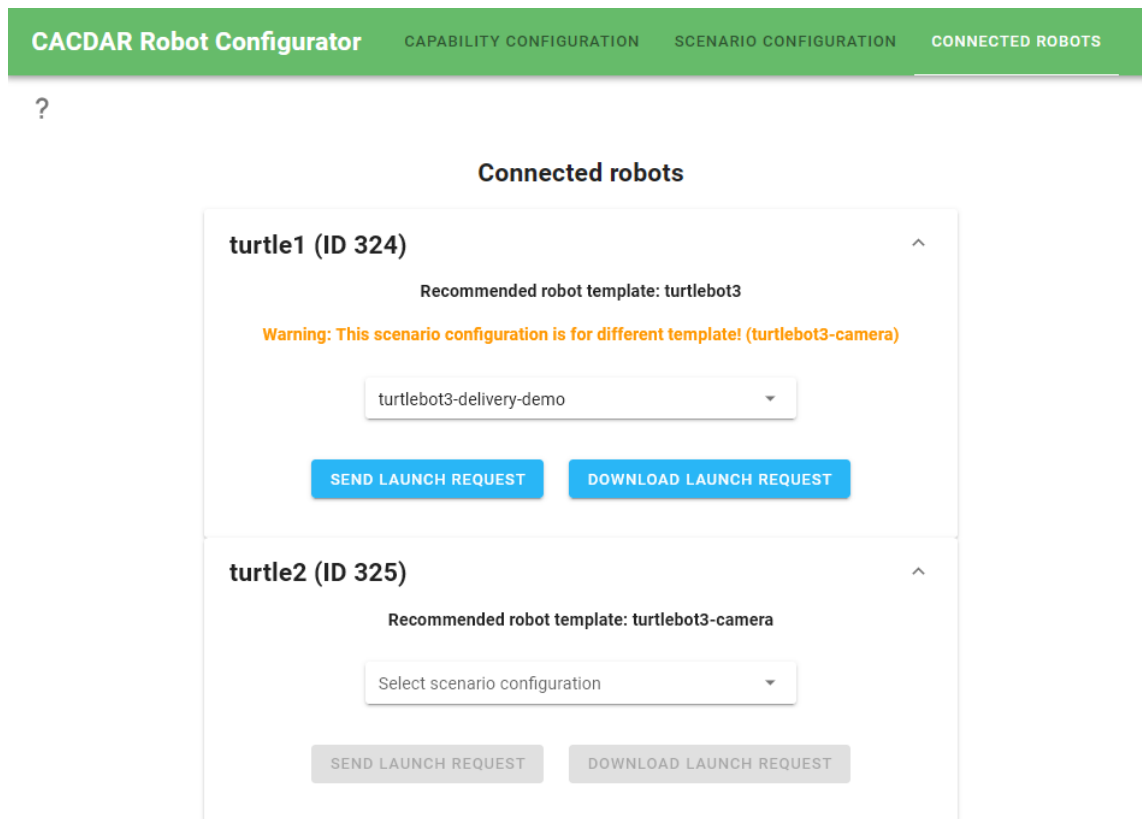 CACDAR Robot Configurator CAPABILITY CONFIGURATION SCENARIO CONFIGURATION CONNECTED ROBOTS
?
Connected robots
turtle1 (ID 324)
Recommended robot template: turtlebot3
Warning: This scenario configuration is for different template! (turtlebot3-camera)
turtlebot3-delivery-demo
SEND LAUNCH REQUEST DOWNLOAD LAUNCH REQUEST
turtle2 (ID 325)
Recommended robot template: turtlebot3-camera
Select scenario configuration
SEND LAUNCH REQUEST DOWNLOAD LAUNCH REQUEST